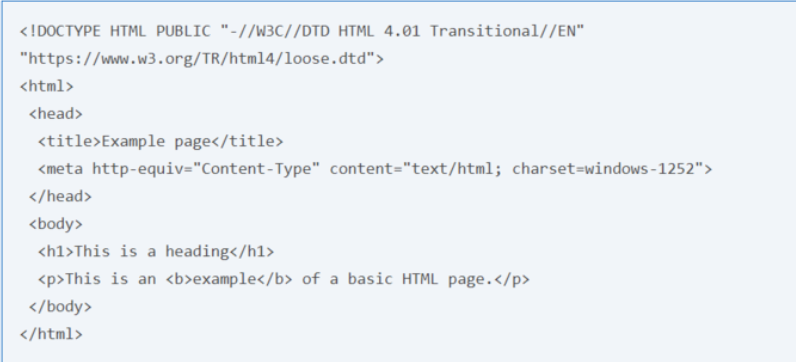 <!DOCTYPE HTML PUBLIC "-//W3C//DTD HTML 4.01 Transitional//EN"
"https://www.w3.org/TR/html4/loose.dtd">
<html>
<head>
<title>Example page</title>
<meta http-equiv="Content-Type" content="text/html; charset=windows-1252">
</head>
<body>
<h1>This is a heading</h1>
<p>This is an <b>example</b> of a basic HTML page.</p>
</body>
</html>